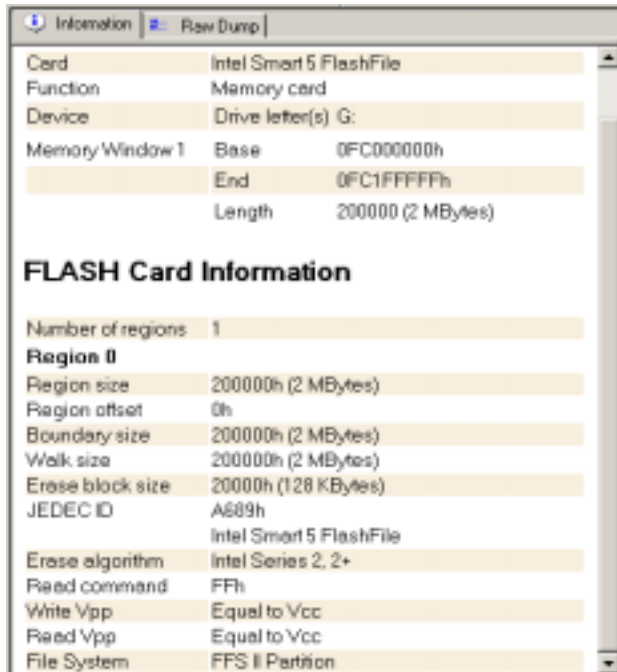 Information Raw Dump
Card Intel Smart 5 FlashFile
Function Memory card
Device Drive letter(s) G:
Memory Window 1 Base 0FC000000h
End 0FC1FFFFFh
Length 200000 (2 MBytes)
FLASH Card Information
Number of regions 1
Region 0
Region size 200000h (2 MBytes)
Region offset 0h
Boundary size 200000h (2 MBytes)
Walk size 200000h (2 MBytes)
Erase block size 20000h (128 KBytes)
JEDEC ID A689h
Intel Smart 5 FlashFile
Erase algorithm Intel Series 2, 2+
Read command FFh
Write Vpp Equal to Vcc
Read Vpp Equal to Vcc
File System FFS II Partition